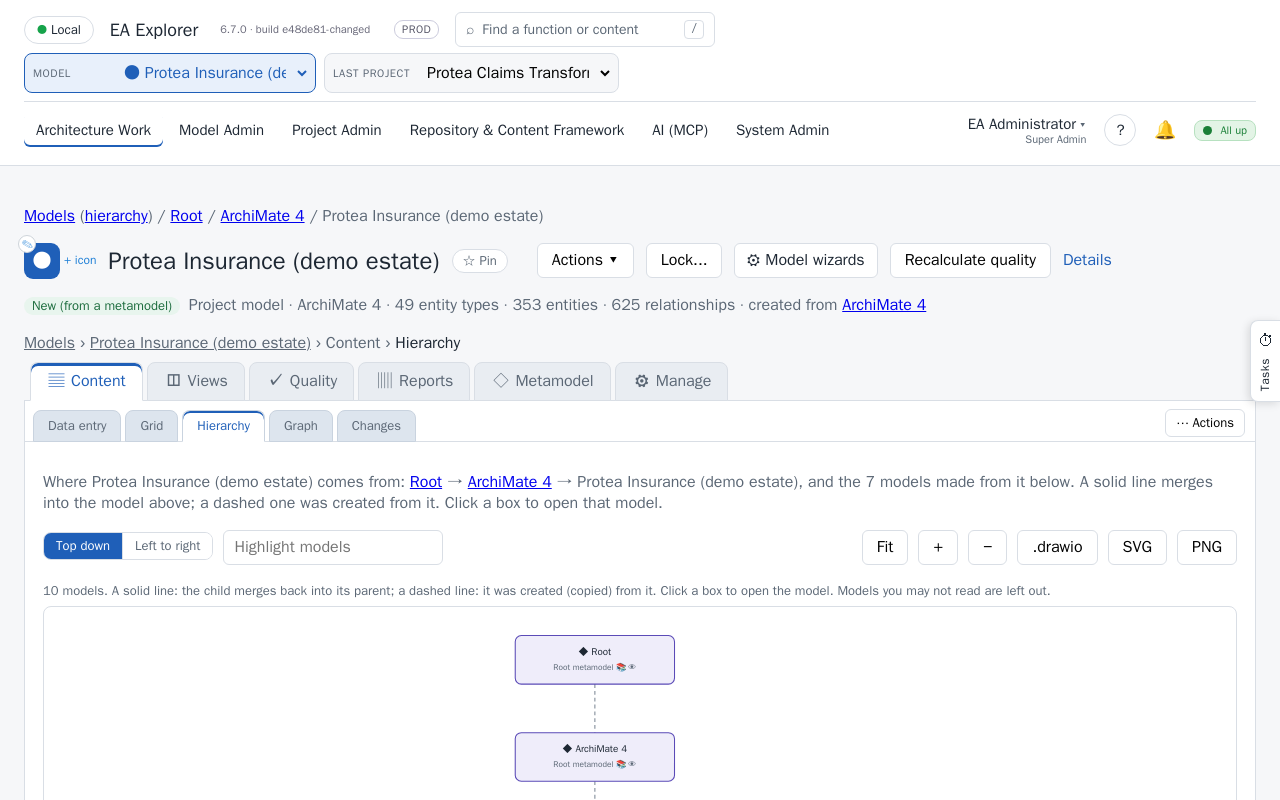 Local EA Explorer 6.7.0 · build e48de81-changed PROD ⌕ Find a function or content /
MODEL Protea Insurance (de LAST PROJECT Protea Claims Transfor
Architecture Work Model Admin Project Admin Repository & Content Framework AI (MCP) System Admin EA Administrator ▾ ? 🔔 All up
Super Admin
Models (hierarchy) / Root / ArchiMate 4 / Protea Insurance (demo estate)
+ icon Protea Insurance (demo estate) ☆ Pin Actions ▾ Lock... ⚙ Model wizards Recalculate quality Details
New (from a metamodel) Project model · ArchiMate 4 · 49 entity types · 353 entities · 625 relationships · created from ArchiMate 4
Models › Protea Insurance (demo estate) › Content › Hierarchy
Tasks
Content Views ✓ Quality Reports ◇ Metamodel ⚙ Manage
Data entry Grid Hierarchy Graph Changes ··· Actions
Where Protea Insurance (demo estate) comes from: Root → ArchiMate 4 → Protea Insurance (demo estate), and the 7 models made from it below. A solid line merges
into the model above; a dashed one was created from it. Click a box to open that model.
Top down Left to right Highlight models Fit + − .drawio SVG PNG
10 models. A solid line: the child merges back into its parent; a dashed line: it was created (copied) from it. Click a box to open the model. Models you may not read are left out.
◆ Root
Root metamodel 📚 👁
◆ ArchiMate 4
Root metamodel 📚 👁